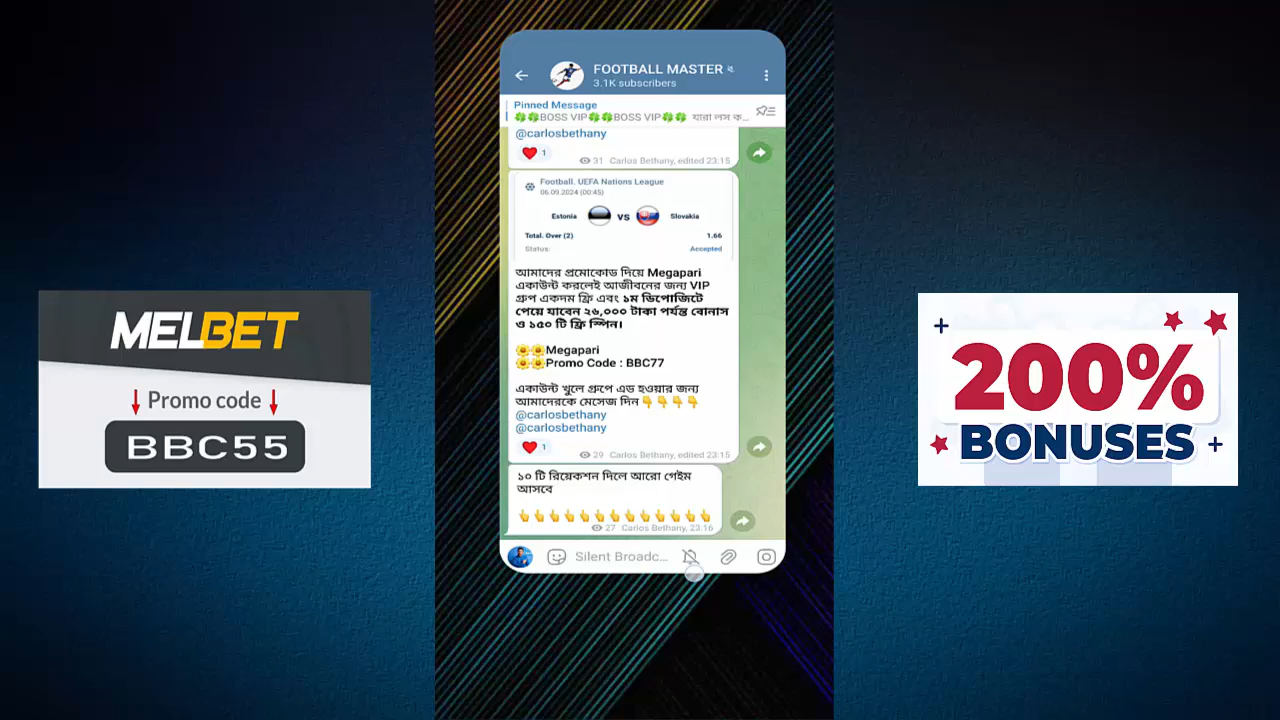 MELBET
Promo code
BBC55
FOOTBALL MASTER
3.1K subscribers
Pinned Message
🍀🍀BOSS VIP🍀🍀BOSS VIP🍀🍀 যারা লস ক...
@carlosbethany
❤️ 1
31 Carlos Bethany, edited 23:15
Football. UEFA Nations League
06.09.2024 (00:45)
Estonia vs Slovakia
Total. Over (2) 1.66
Status: Accepted
আমাদের প্রমোকোড দিয়ে Megapari
একাউন্ট করলেই আজীবনের জন্য VIP
গ্রুপ একদম ফ্রি এবং ১ম ডিপোজিটে
পেয়ে যাবেন ২৬,০০০ টাকা পর্যন্ত বোনাস
ও ১৫০ টি ফ্রি স্পিন।
🌼🌼Megapari
🌼🌼Promo Code : BBC77
একাউন্ট খুলে গ্রুপে এড হওয়ার জন্য
আমাদেরকে মেসেজ দিন👇👇👇👇
@carlosbethany
@carlosbethany
❤️ 1
29 Carlos Bethany, edited 23:15
১০ টি রিয়েকশন দিলে আরো গেইম
আসবে
👆👆👆👆👆👆👆👆👆👆👆👆
27 Carlos Bethany, 23:16
Silent Broadc...
200%
BONUSES